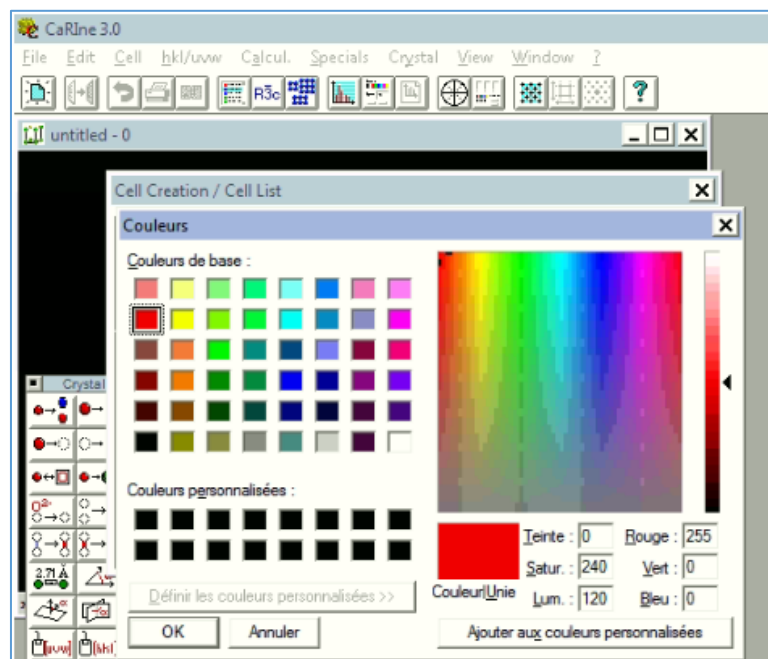 CaRIne 3.0
File Edit Cell hkl/uvw Calcul. Specials Crystal View Window ?
R3̅c ?
untitled - 0
Cell Creation / Cell List
Couleurs
Couleurs de base :
Crystal
Couleurs personnalisées :
Teinte : 0 Rouge : 255
Satur. : 240 Vert : 0
Couleur|Unie Lum. : 120 Bleu : 0
2.71 Å
Définir les couleurs personnalisées >>
OK Annuler Ajouter aux couleurs personnalisées
[uvw]